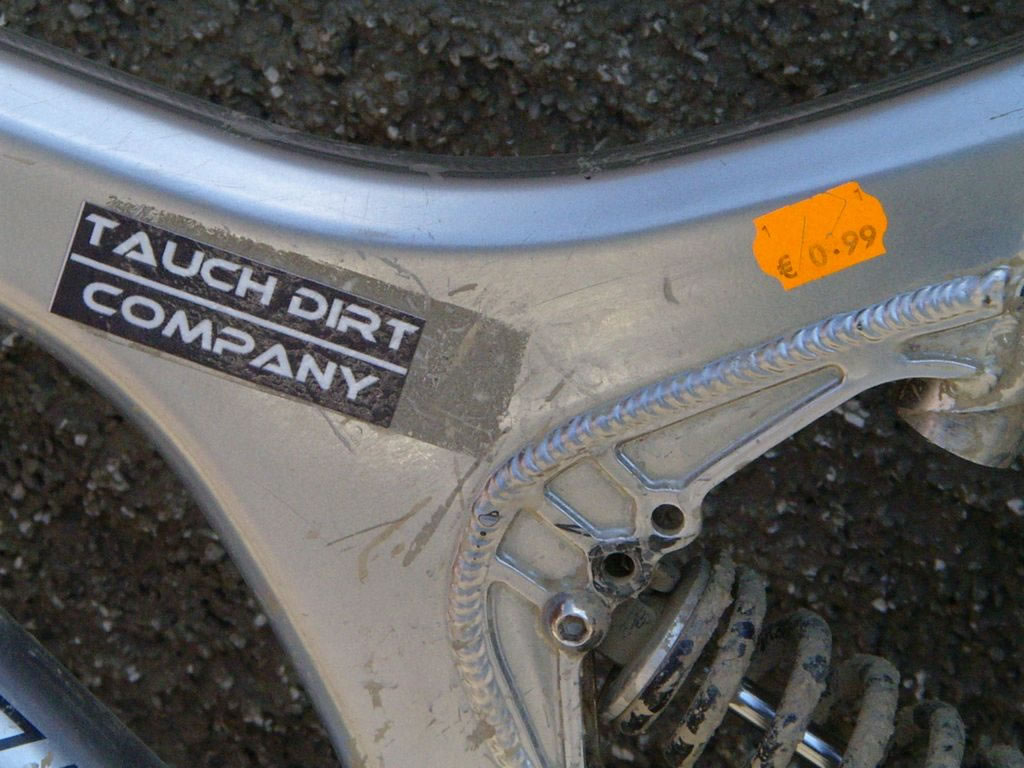 TAUCH DIRT
COMPANY
€ 0.99